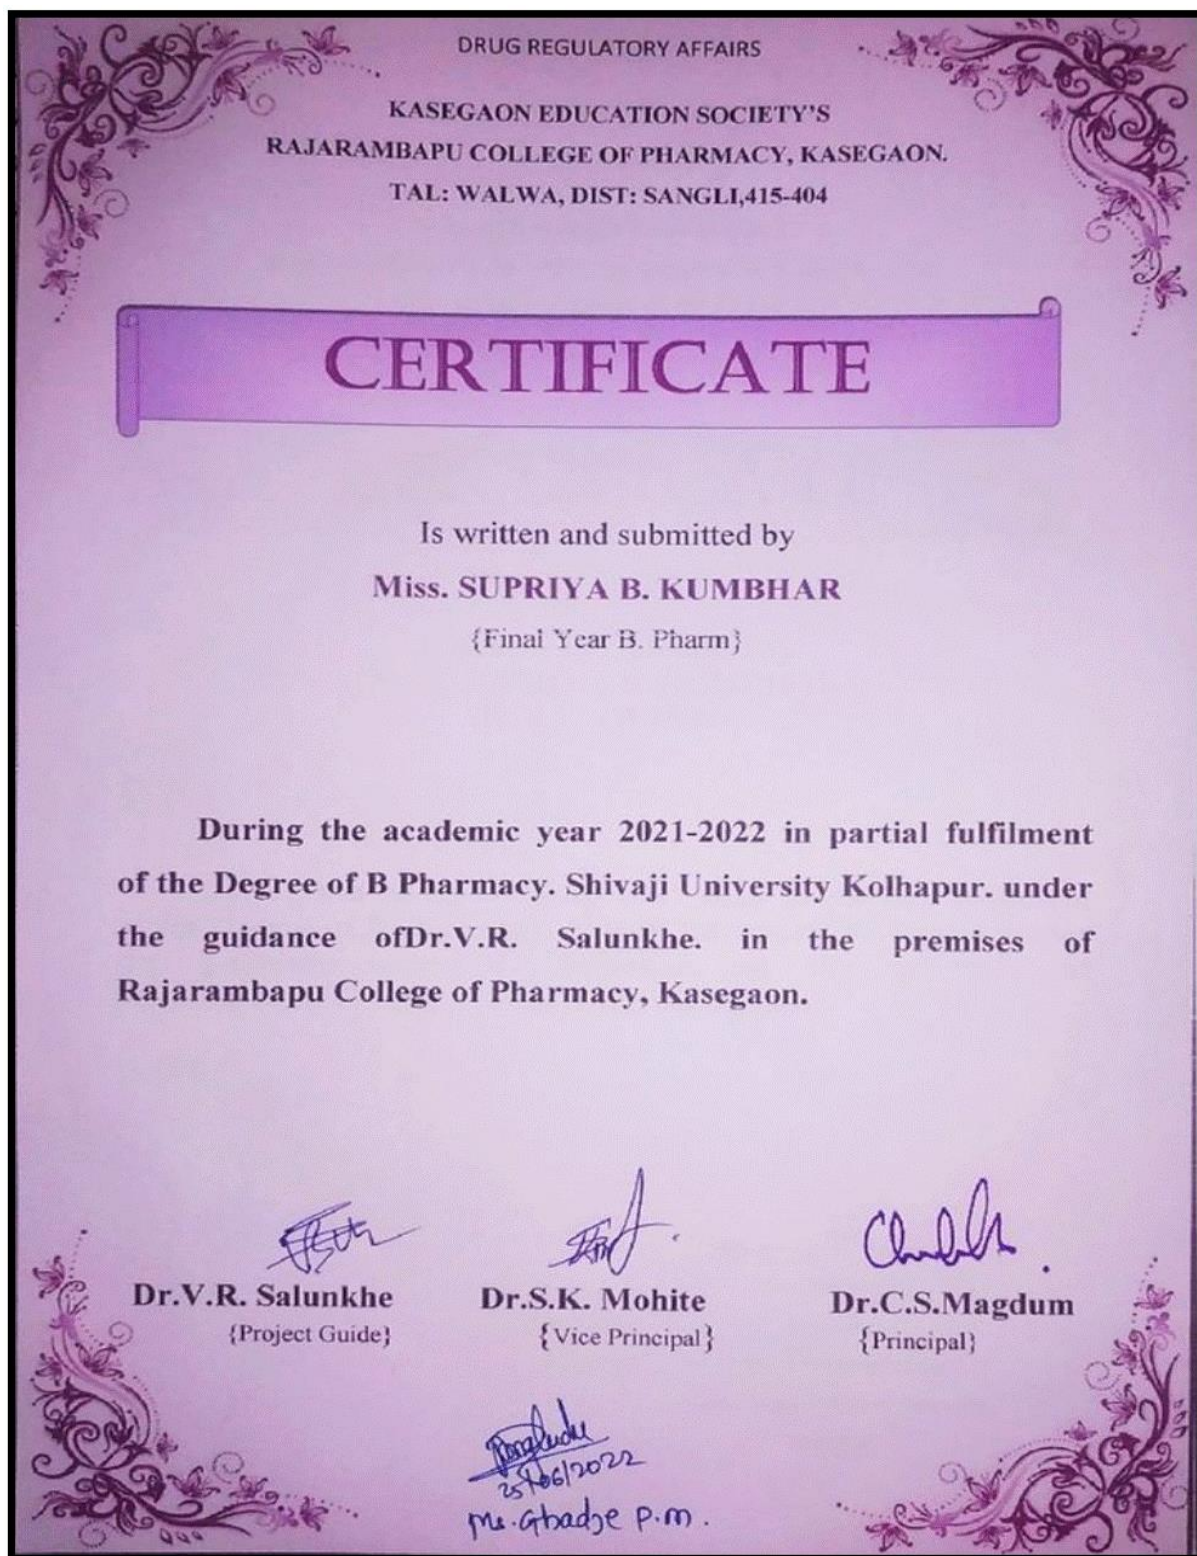 DRUG REGULATORY AFFAIRS
KASEGAON EDUCATION SOCIETY'S
RAJARAMBAPU COLLEGE OF PHARMACY, KASEGAON.
TAL: WALWA, DIST: SANGLI,415-404
CERTIFICATE
Is written and submitted by
Miss. SUPRIYA B. KUMBHAR
{Final Year B. Pharm}
During the academic year 2021-2022 in partial fulfilment
of the Degree of B Pharmacy. Shivaji University Kolhapur. under
the guidance ofDr.V.R. Salunkhe. in the premises of
Rajarambapu College of Pharmacy, Kasegaon.
Dr.V.R. Salunkhe Dr.S.K. Mohite Dr.C.S.Magdum
{Project Guide} {Vice Principal} {Principal}
25/06/2022
P.M.